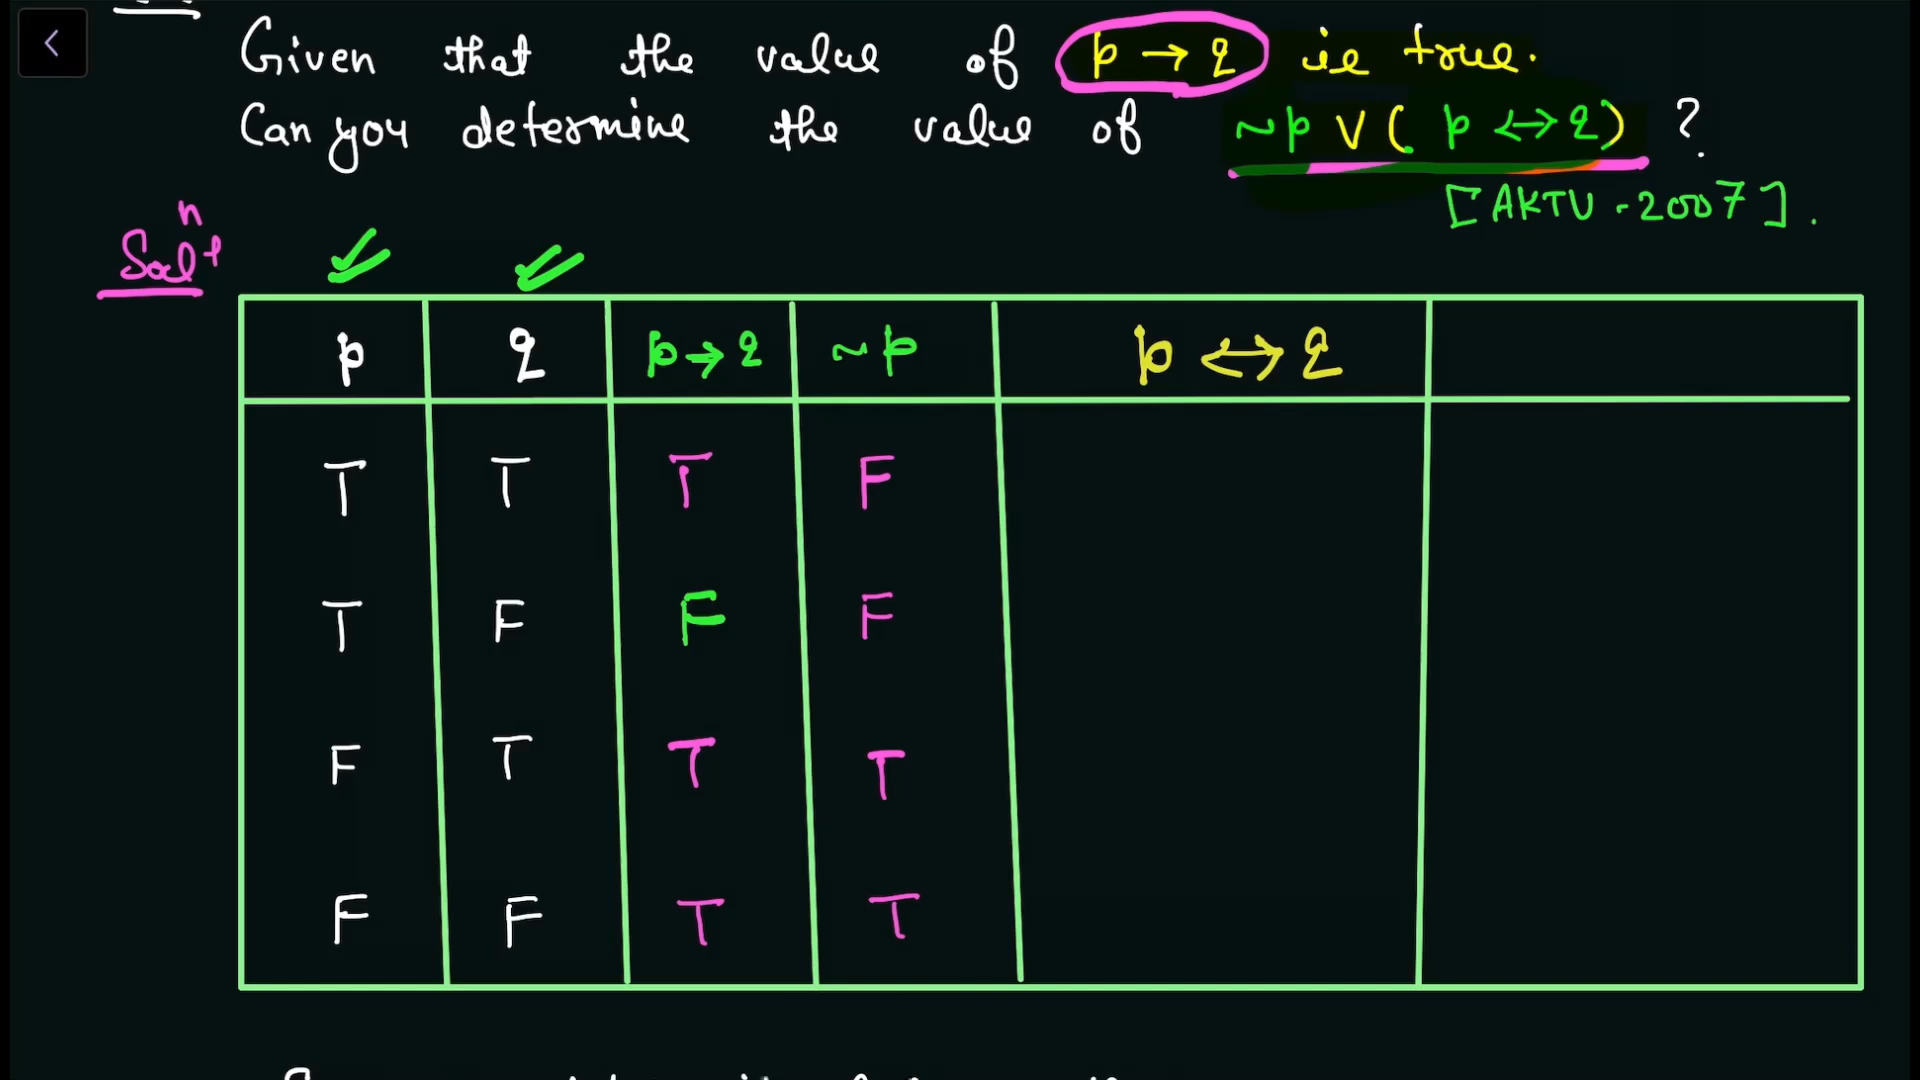 Given that the value of p → q is true.
Can you determine the value of ~p ∨ ( p ↔ q ) ?
[AKTU - 2007].
Solⁿ
p q p → q ~p p ↔ q
T T T F
T F F F
F T T T
F F T T